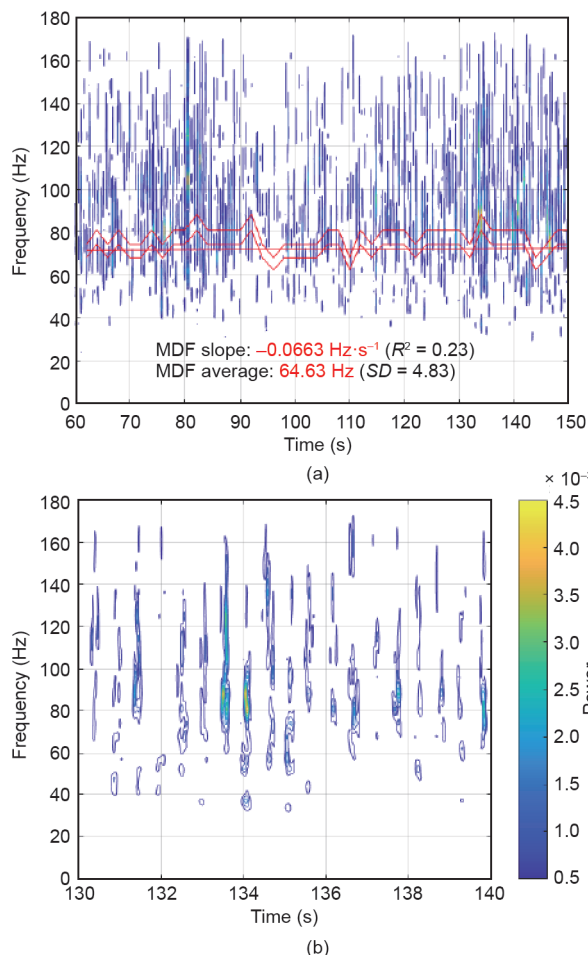 (a)
180
160
140
120
100
80
60
40
20
0
Frequency (Hz)
MDF slope: –0.0663 Hz·s⁻¹ (R² = 0.23)
MDF average: 64.63 Hz (SD = 4.83)
60 70 80 90 100 110 120 130 140 150
Time (s)
(a)
× 10⁻
180
160
140
120
100
80
60
40
20
0
Frequency (Hz)
130 132 134 136 138 140
Time (s)
4.5
4.0
3.5
3.0
2.5
2.0
1.5
1.0
0.5
Power
(b)